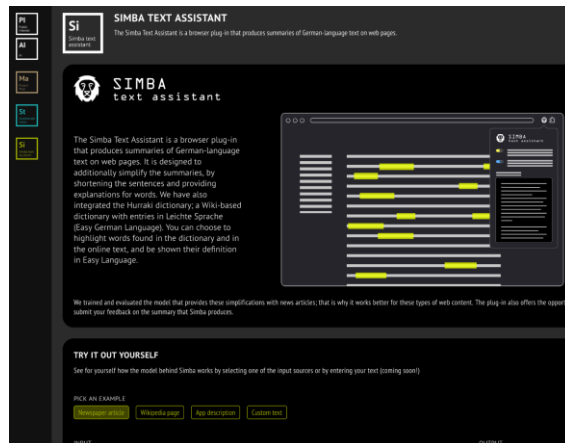 Pl
AI
Ma
St
Si
Si
Simba text
assistant
SIMBA TEXT ASSISTANT
The Simba Text Assistant is a browser plug-in that produces summaries of German-language text on web pages.
SIMBA
text assistant
The Simba Text Assistant is a browser plug-in
that produces summaries of German-language
text on web pages. It is designed to
additionally simplify the summaries, by
shortening the sentences and providing
explanations for words. We have also
integrated the Hurraki dictionary; a Wiki-based
dictionary with entries in Leichte Sprache
(Easy German Language). You can choose to
highlight words found in the dictionary and in
the online text, and be shown their definition
in Easy Language.
SIMBA
text assistant
We trained and evaluated the model that provides these simplifications with news articles; that is why it works better for these types of web content. The plug-in also offers the opport
submit your feedback on the summary that Simba produces.
TRY IT OUT YOURSELF
See for yourself how the model behind Simba works by selecting one of the input sources or by entering your text (coming soon!)
PICK AN EXAMPLE
Newspaper article
Wikipedia page
App description
Custom text
INPUT
OUTPUT